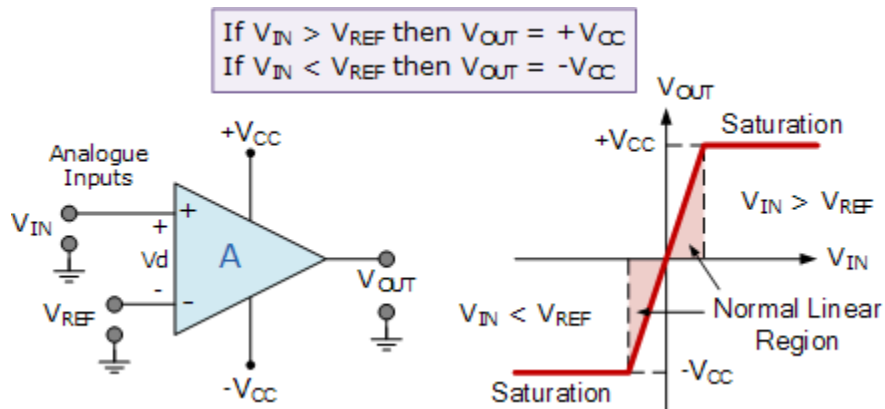 If VIN > VREF then VOUT = +VCC
If VIN < VREF then VOUT = -VCC
Analogue
Inputs
+VCC
VIN
+
+
Vd
A
-
-
VREF
VOUT
-VCC
VOUT
Saturation
+VCC
VIN > VREF
VIN
VIN < VREF
Normal Linear
Region
-VCC
Saturation